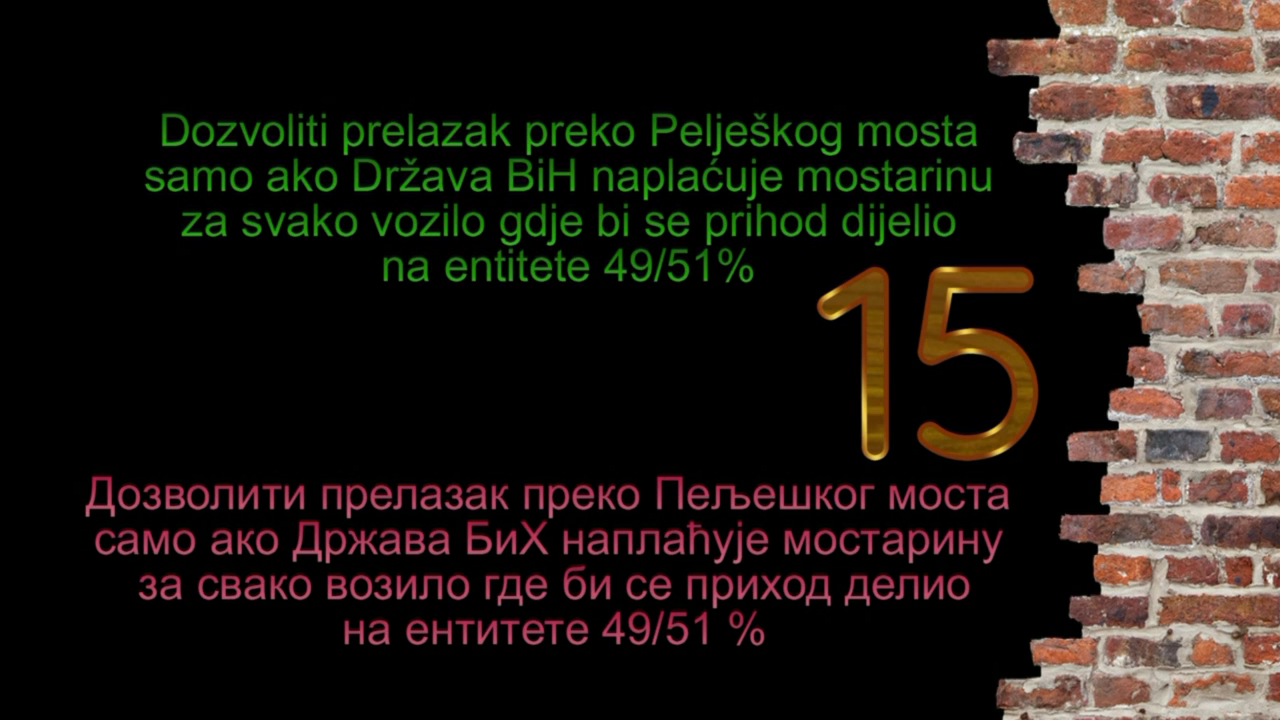 Dozvoliti prelazak preko Pelješkog mosta
samo ako Država BiH naplaćuje mostarinu
za svako vozilo gdje bi se prihod dijelio
na entitete 49/51%
15
Дозволити прелазак преко Пељешког моста
само ако Држава БиХ наплаћује мостарину
за свако возило где би се приход делио
на ентитете 49/51 %